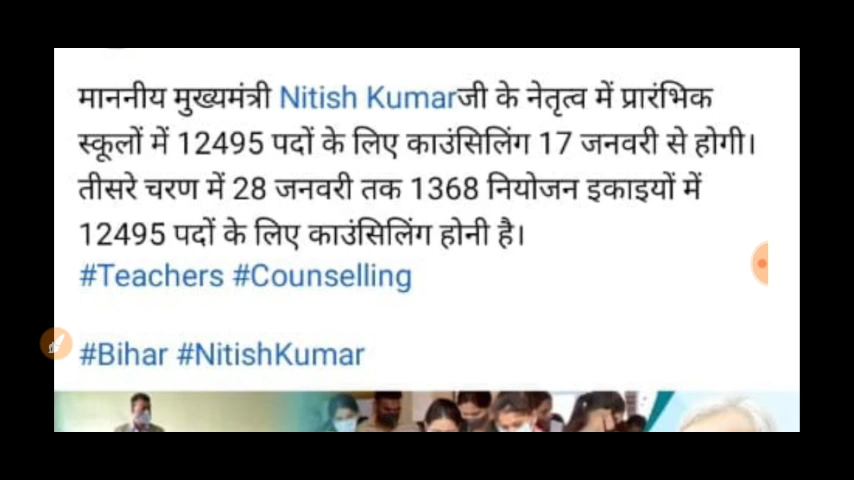 माननीय मुख्यमंत्री Nitish Kumarजी के नेतृत्व में प्रारंभिक
स्कूलों में 12495 पदों के लिए काउंसिलिंग 17 जनवरी से होगी।
तीसरे चरण में 28 जनवरी तक 1368 नियोजन इकाइयों में
12495 पदों के लिए काउंसिलिंग होनी है।
#Teachers #Counselling
#Bihar #NitishKumar